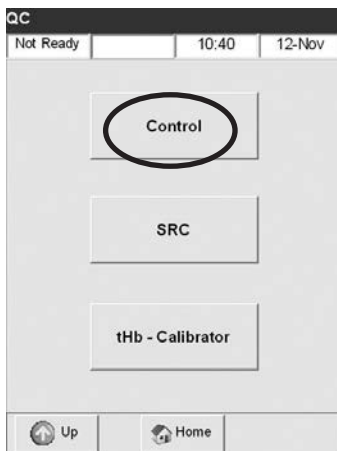 QC
Not Ready 10:40 12-Nov
Control
SRC
tHb - Calibrator
Up Home